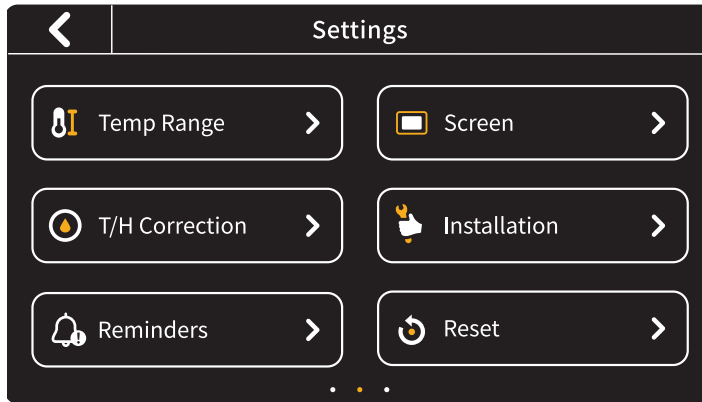 Settings
Temp Range
Screen
T/H Correction
Installation
Reminders
Reset